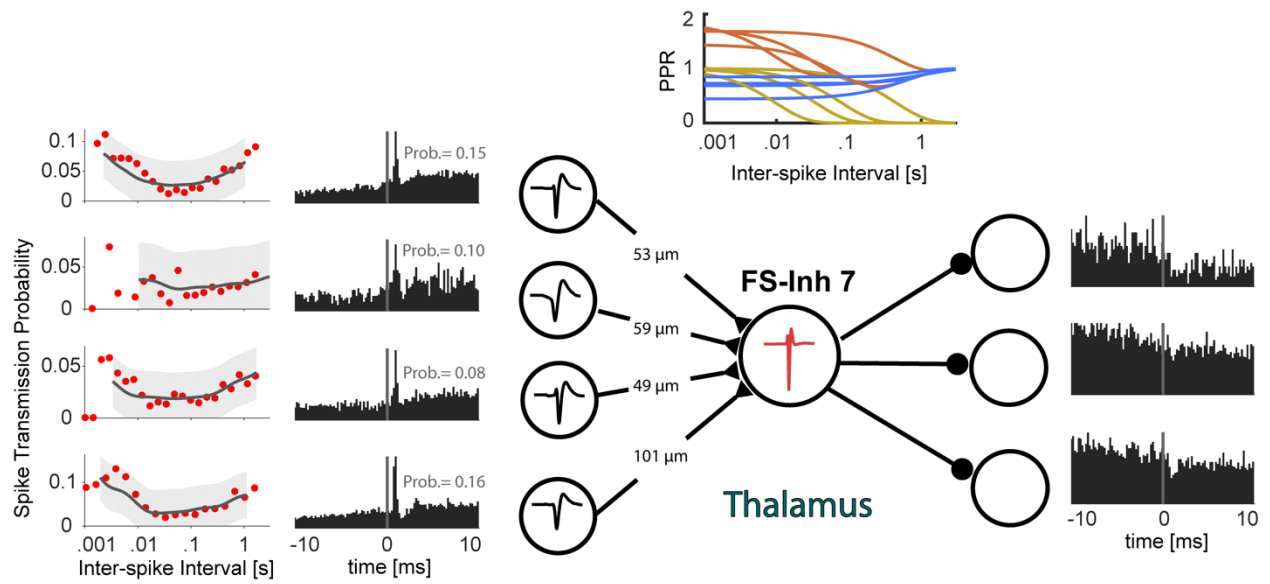 2
1
0
PPR
.001
.01
0.1
1
Inter-spike Interval [s]
Spike Transmission Probability
0.1
0.05
0
Prob.= 0.15
0.05
0
Prob.= 0.10
0.05
0
Prob.= 0.08
0.1
0
Prob.= 0.16
.001
.01
0.1
1
Inter-spike Interval [s]
-10
0
10
time [ms]
53 µm
59 µm
49 µm
101 µm
FS-Inh 7
Thalamus
-10
0
10
time [ms]